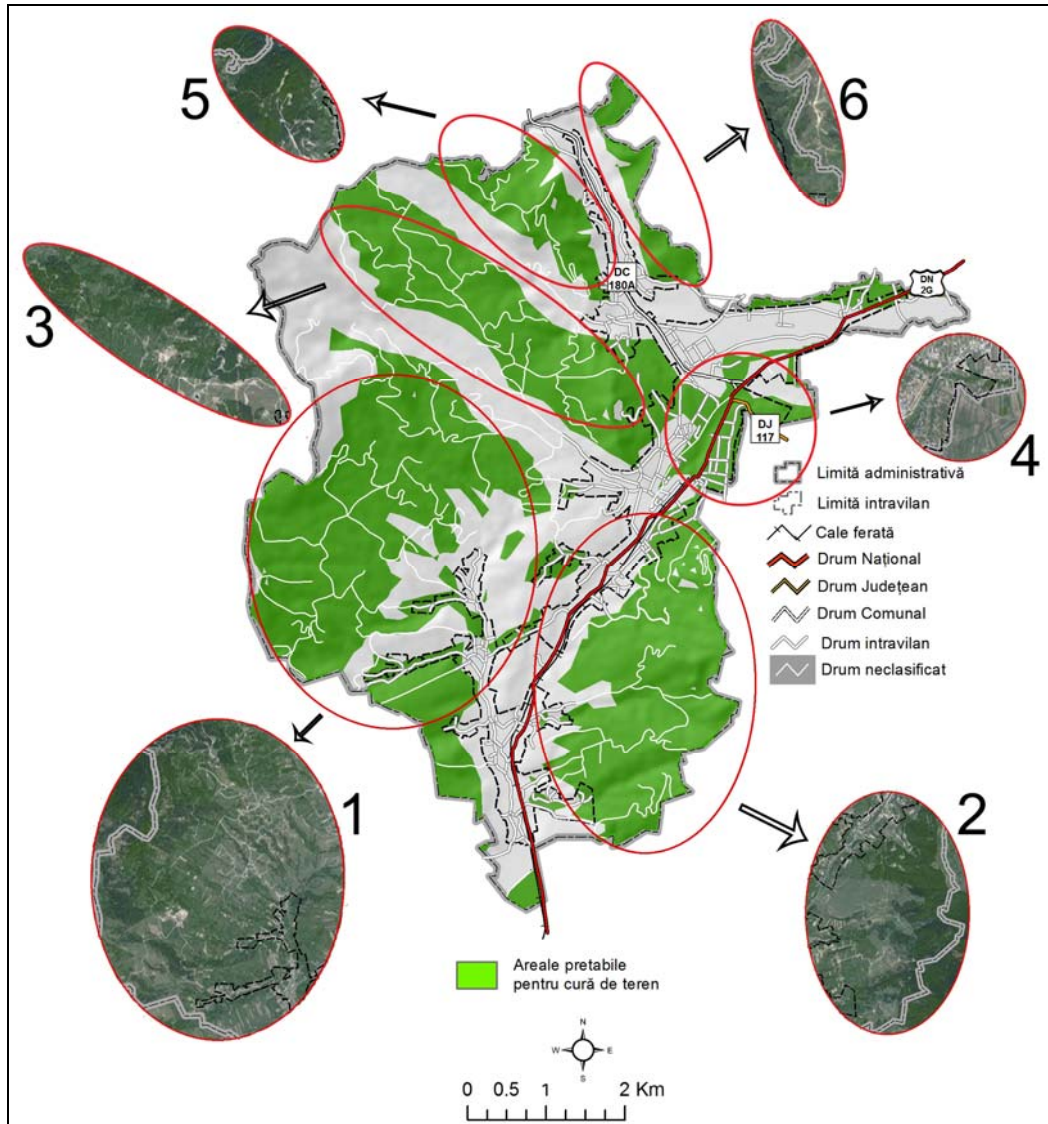 5
6
3
DC
180A
DN
2G
DJ
117
4
Limită administrativă
Limită intravilan
Cale ferată
Drum Național
Drum Județean
Drum Comunal
Drum intravilan
Drum neclasificat
1
2
Areale pretabile
pentru cură de teren
N
W E
S
0 0.5 1 2 Km